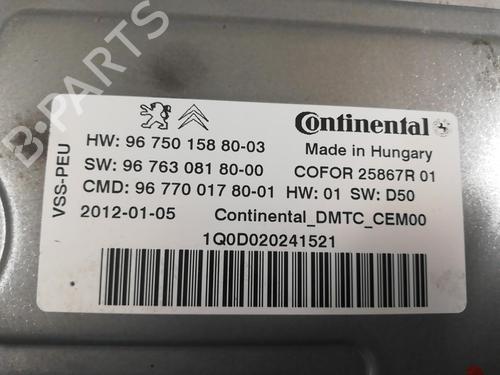 B-PARTS
Continental
HW: 96 750 158 80-03
Made in Hungary
SW: 96 763 081 80-00
COFOR 25867R 01
CMD: 96 770 017 80-01 HW: 01 SW: D50
2012-01-05 Continental_DMTC_CEM00
1Q0D020241521
VSS-PEU